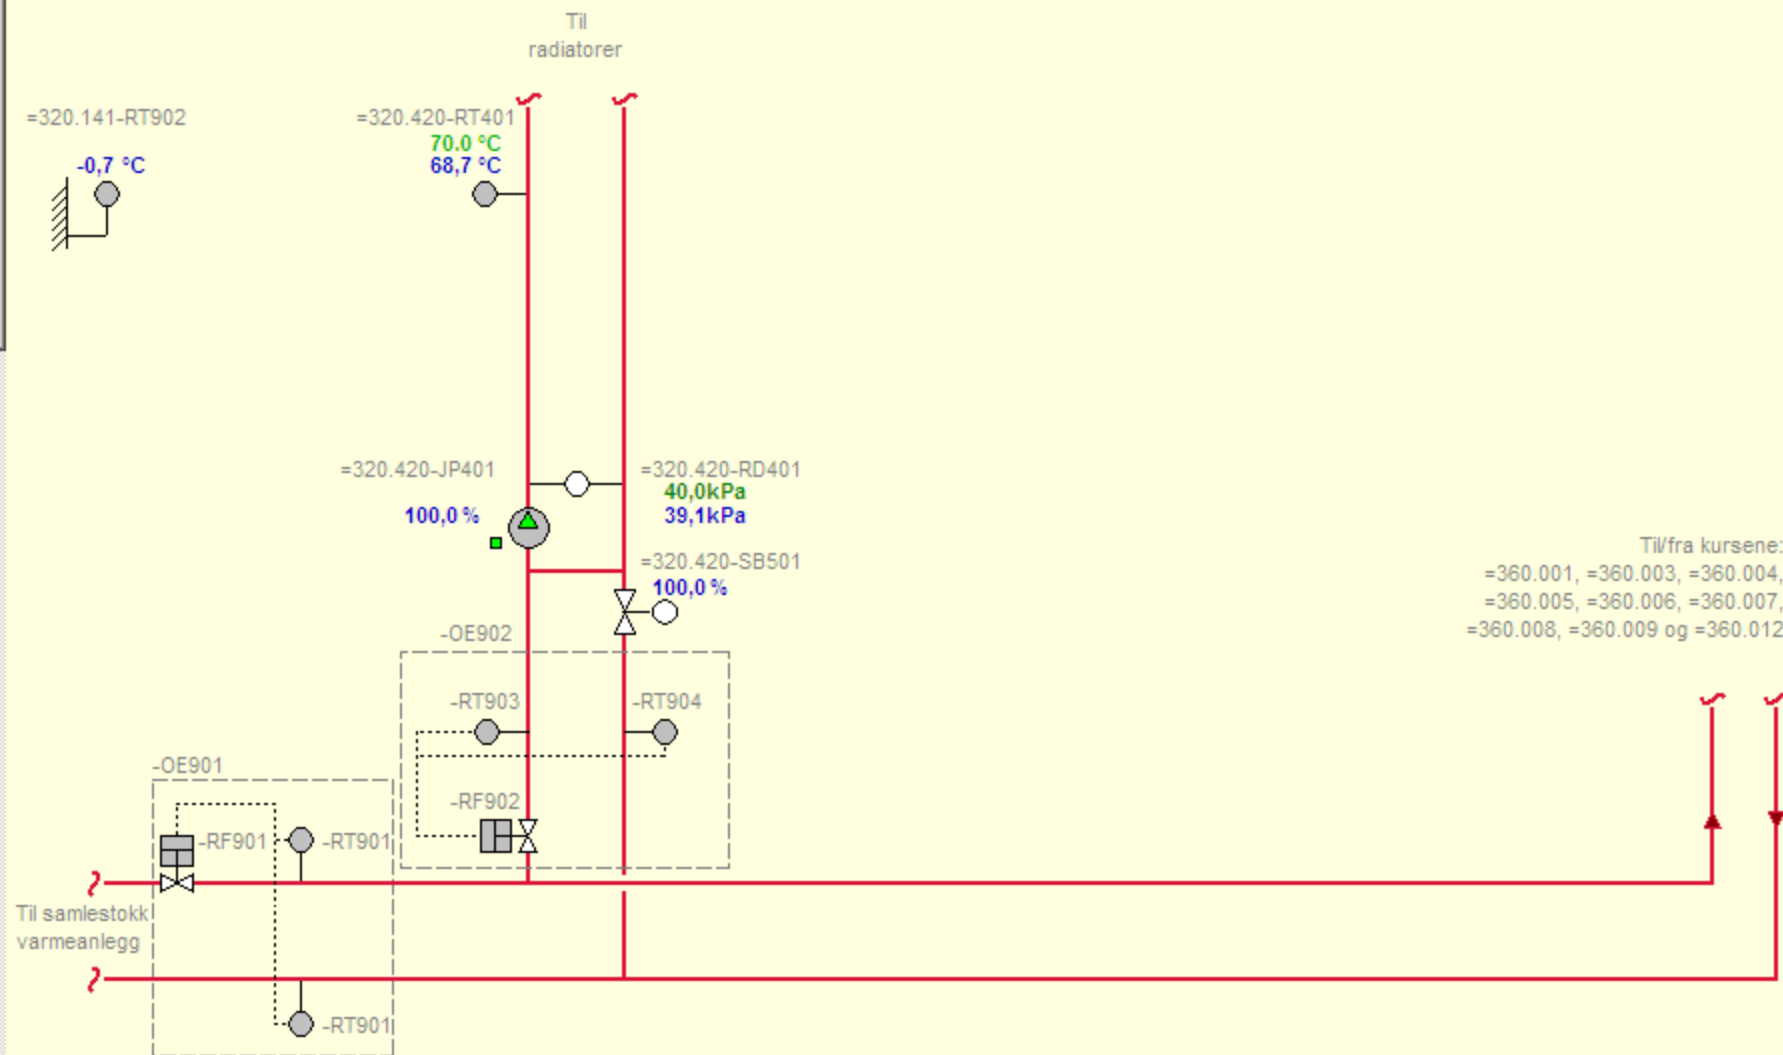 Til
radiatorer
=320.141-RT902
-0,7 °C
=320.420-RT401
70.0 °C
68,7 °C
=320.420-JP401
100,0 %
=320.420-RD401
40,0kPa
39,1kPa
=320.420-SB501
100,0 %
Til/fra kursene:
=360.001, =360.003, =360.004,
=360.005, =360.006, =360.007,
=360.008, =360.009 og =360.012
-OE902
-RT903
-RT904
-RF902
-OE901
-RF901
-RT901
Til samlestokk
varmeanlegg
-RT901